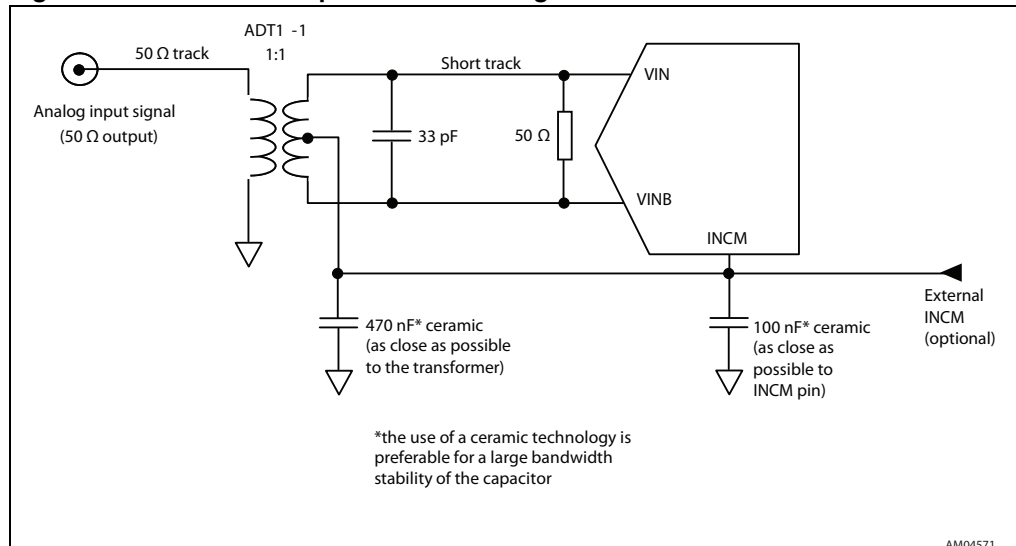 ADT1 -1
1:1
50 Ω track
Short track
VIN
Analog input signal
(50 Ω output)
33 pF
50 Ω
VINB
INCM
External
INCM
(optional)
470 nF* ceramic
(as close as possible
to the transformer)
100 nF* ceramic
(as close as
possible to
INCM pin)
*the use of a ceramic technology is
preferable for a large bandwidth
stability of the capacitor
AM04571